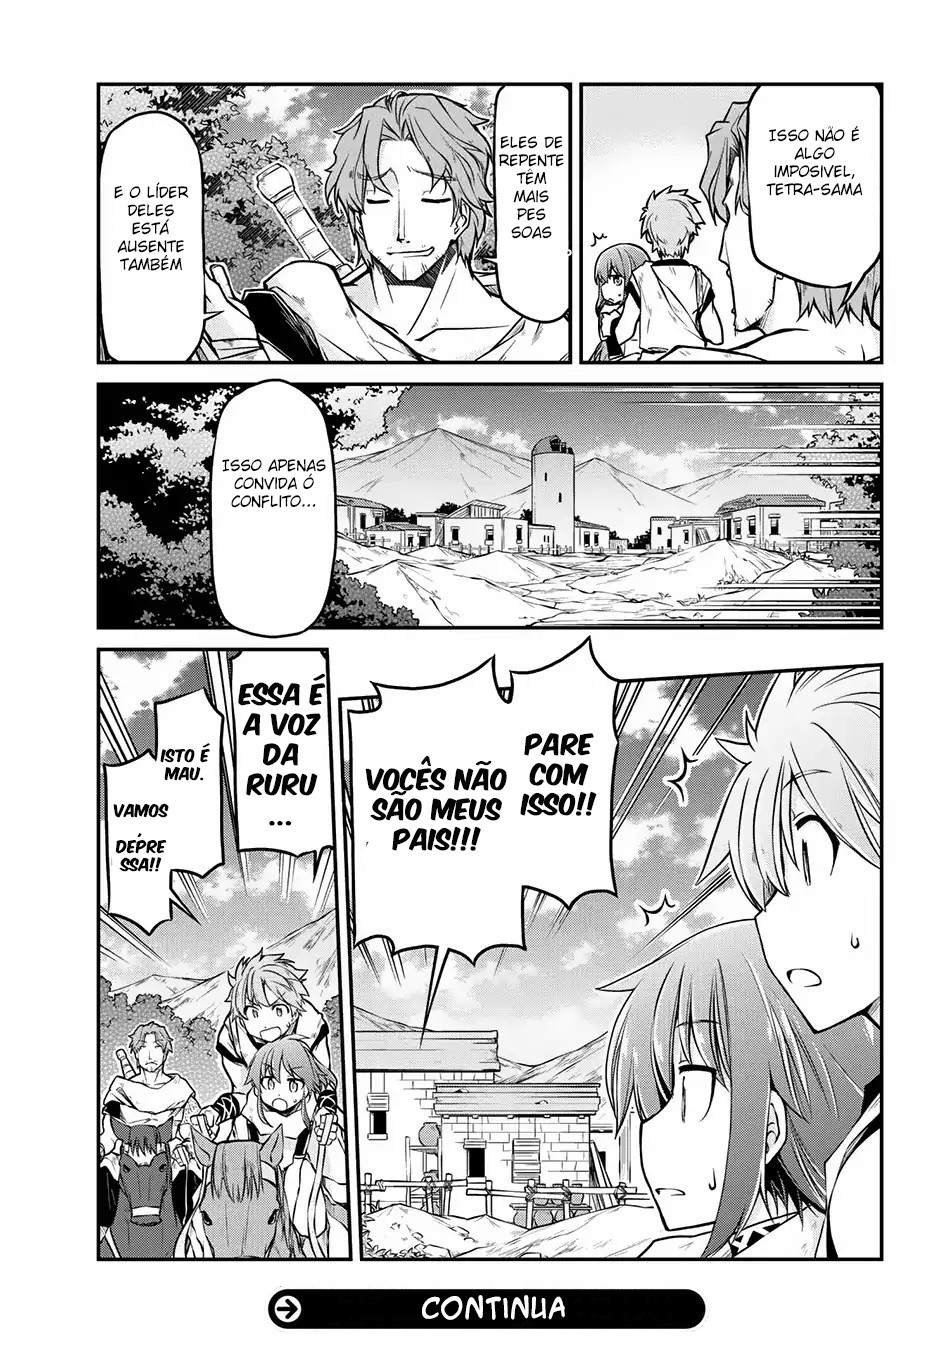 ISSO NÃO É
ALGO
IMPOSIVEL,
TETRA-SAMA
ELES DE
REPENTE
TÊM
MAIS
PES
SOAS
E O LÍDER
DELES
ESTÁ
AUSENTE
TAMBÉM
ISSO APENAS
CONVIDA Ó
CONFLITO...
PARE
COM
ISSO!!
VOCÊS NÃO
SÃO MEUS
PAIS!!!
ESSA É
A VOZ
DA
RURU
...
ISTO É
MAU.
VAMOS
DEPRE
SSA!!
CONTINUA